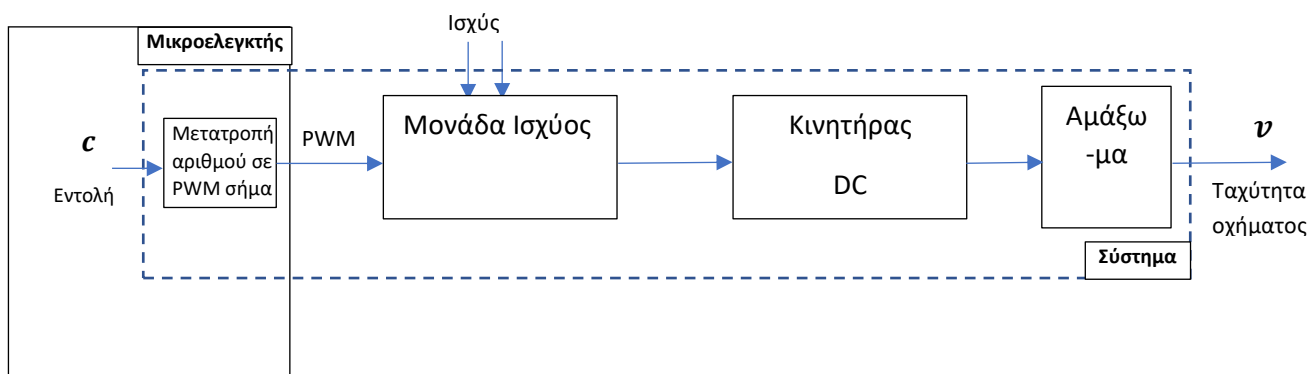 Ισχύς
Μικροελεγκτής
c
Εντολή
Μετατροπή
αριθμού σε
PWM σήμα
PWM
Μονάδα Ισχύος
Κινητήρας
DC
Αμάξω
-μα
v
Ταχύτητα
οχήματος
Σύστημα